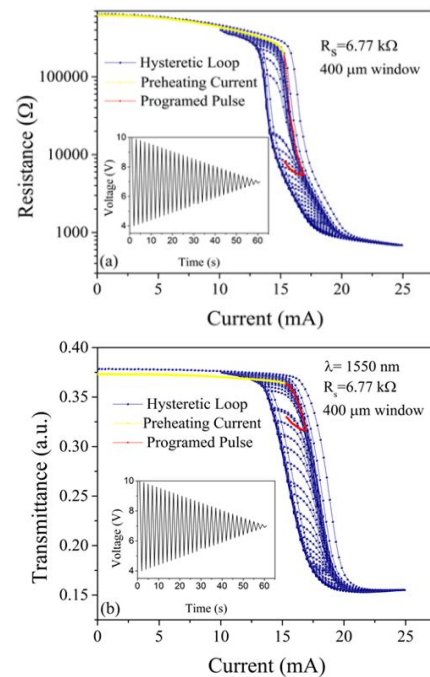 R_s=6.77 kΩ
400 μm window
Hysteretic Loop
Preheating Current
Programed Pulse
Resistance (Ω)
100000
10000
1000
Voltage (V)
10
8
6
4
0 10 20 30 40 50 60
Time (s)
(a)
0 5 10 15 20 25
Current (mA)
λ= 1550 nm
R_s=6.77 kΩ
400 μm window
Hysteretic Loop
Preheating Current
Programed Pulse
Transmittance (a.u.)
0.40
0.35
0.30
0.25
0.20
0.15
Voltage (V)
10
8
6
4
0 10 20 30 40 50 60
Time (s)
(b)
0 5 10 15 20 25
Current (mA)